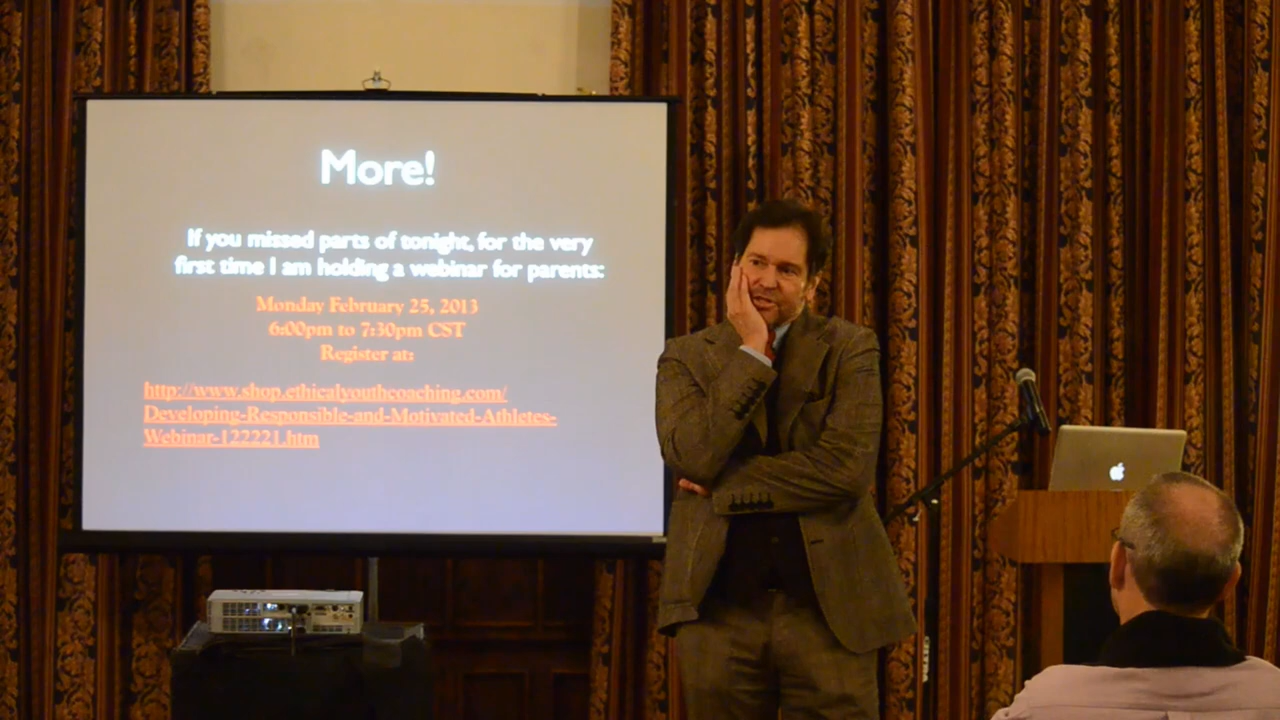 More!
If you missed parts of tonight, for the very
first time I am holding a webinar for parents:
Monday February 25, 2013
6:00pm to 7:30pm CST
Register at:
http://www.shop.ethicalyouthcoaching.com/
Developing-Responsible-and-Motivated-Athletes-
Webinar-122221.htm